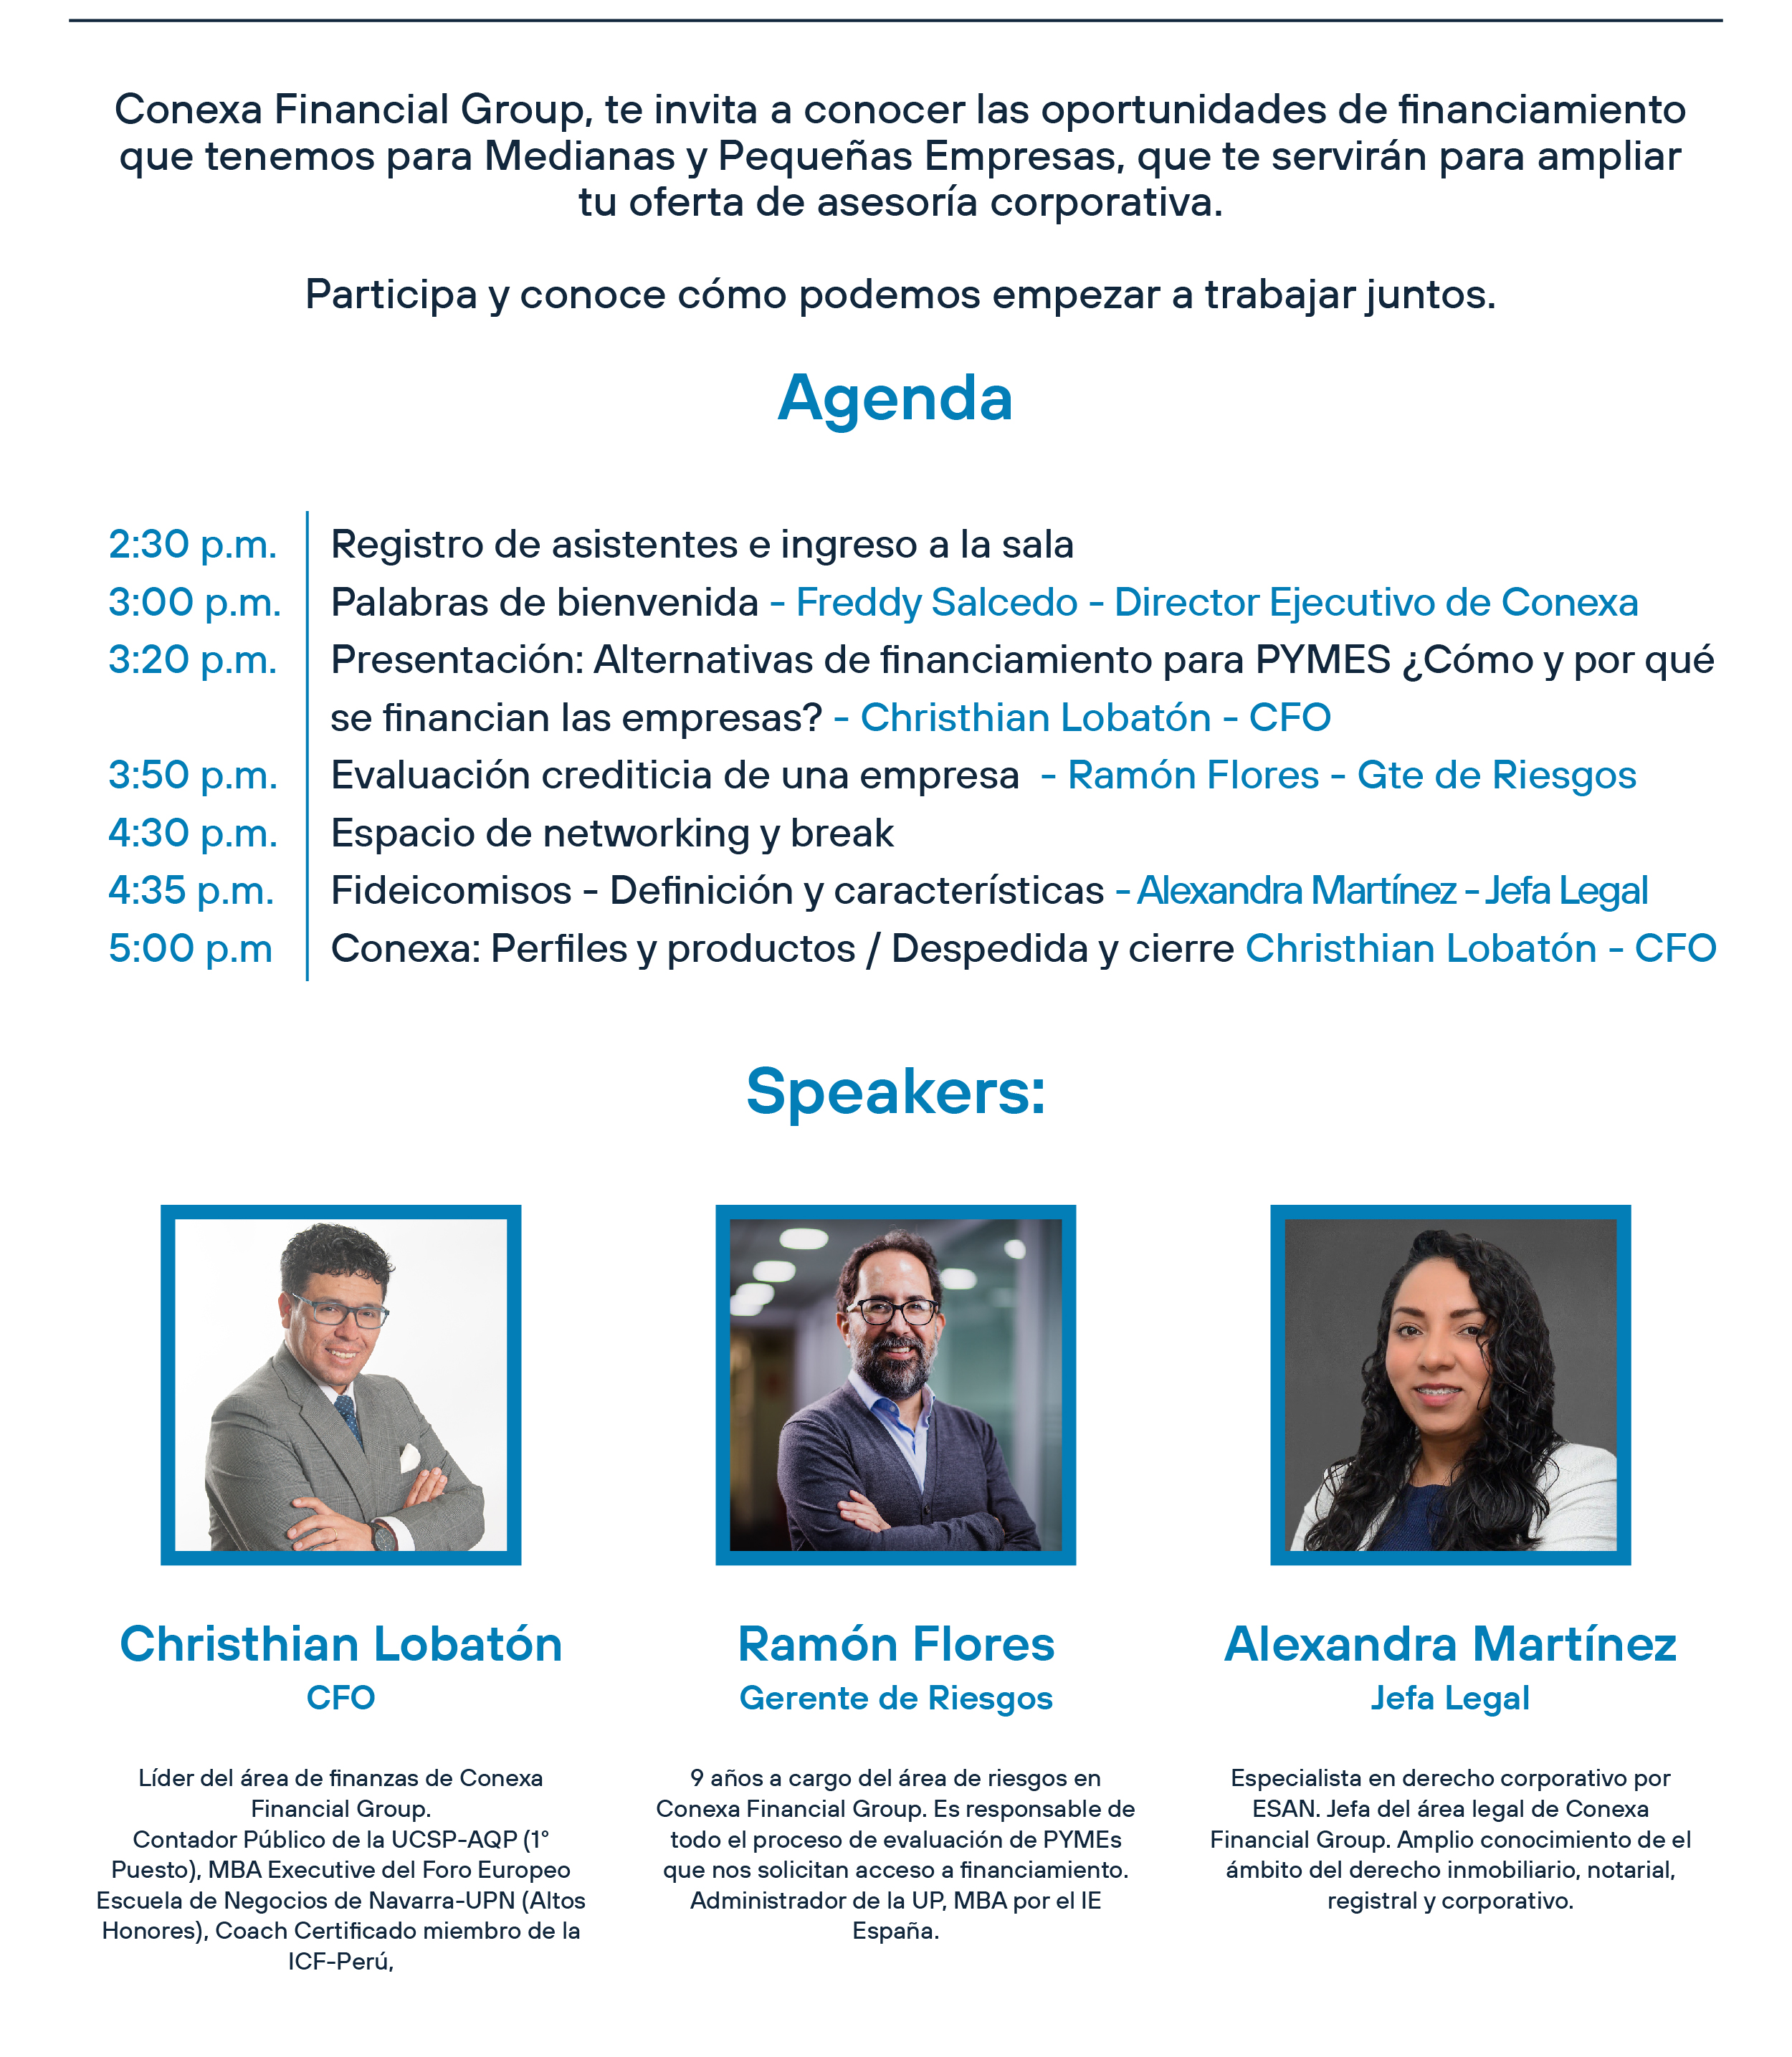 Conexa Financial Group, te invita a conocer las oportunidades de financiamiento
que tenemos para Medianas y Pequeñas Empresas, que te servirán para ampliar
tu oferta de asesoría corporativa.
Participa y conoce cómo podemos empezar a trabajar juntos.
Agenda
2:30 p.m. Registro de asistentes e ingreso a la sala
3:00 p.m. Palabras de bienvenida - Freddy Salcedo - Director Ejecutivo de Conexa
3:20 p.m. Presentación: Alternativas de financiamiento para PYMES ¿Cómo y por qué
se financian las empresas? - Christhian Lobatón - CFO
3:50 p.m. Evaluación crediticia de una empresa - Ramón Flores - Gte de Riesgos
4:30 p.m. Espacio de networking y break
4:35 p.m. Fideicomisos - Definición y características - Alexandra Martínez - Jefa Legal
5:00 p.m Conexa: Perfiles y productos / Despedida y cierre Christhian Lobatón - CFO
Speakers:
Christhian Lobatón
CFO
Líder del área de finanzas de Conexa
Financial Group.
Contador Público de la UCSP-AQP (1°
Puesto), MBA Executive del Foro Europeo
Escuela de Negocios de Navarra-UPN (Altos
Honores), Coach Certificado miembro de la
ICF-Perú,
Ramón Flores
Gerente de Riesgos
9 años a cargo del área de riesgos en
Conexa Financial Group. Es responsable de
todo el proceso de evaluación de PYMEs
que nos solicitan acceso a financiamiento.
Administrador de la UP, MBA por el IE
España.
Alexandra Martínez
Jefa Legal
Especialista en derecho corporativo por
ESAN. Jefa del área legal de Conexa
Financial Group. Amplio conocimiento de el
ámbito del derecho inmobiliario, notarial,
registral y corporativo.